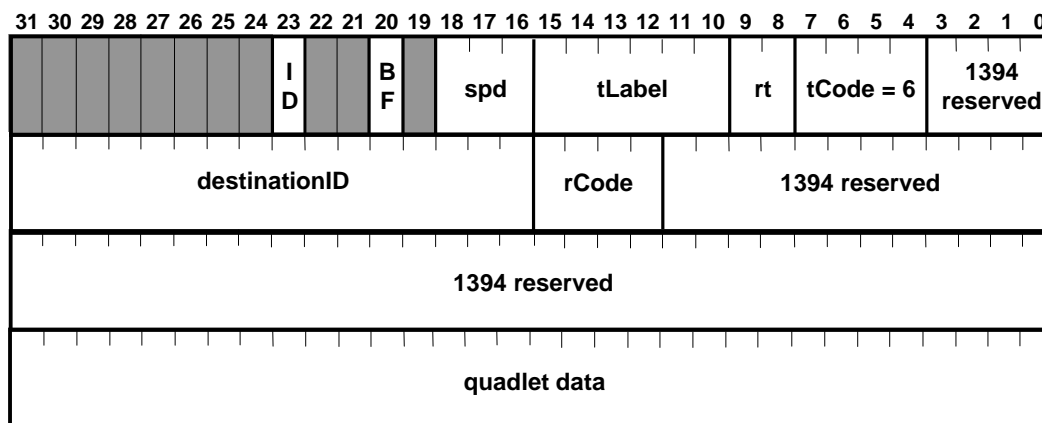 31 30 29 28 27 26 25 24 23 22 21 20 19 18 17 16 15 14 13 12 11 10 9 8 7 6 5 4 3 2 1 0
I
D
B
F
spd
tLabel
rt
tCode = 6
1394
reserved
destinationID
rCode
1394 reserved
1394 reserved
quadlet data